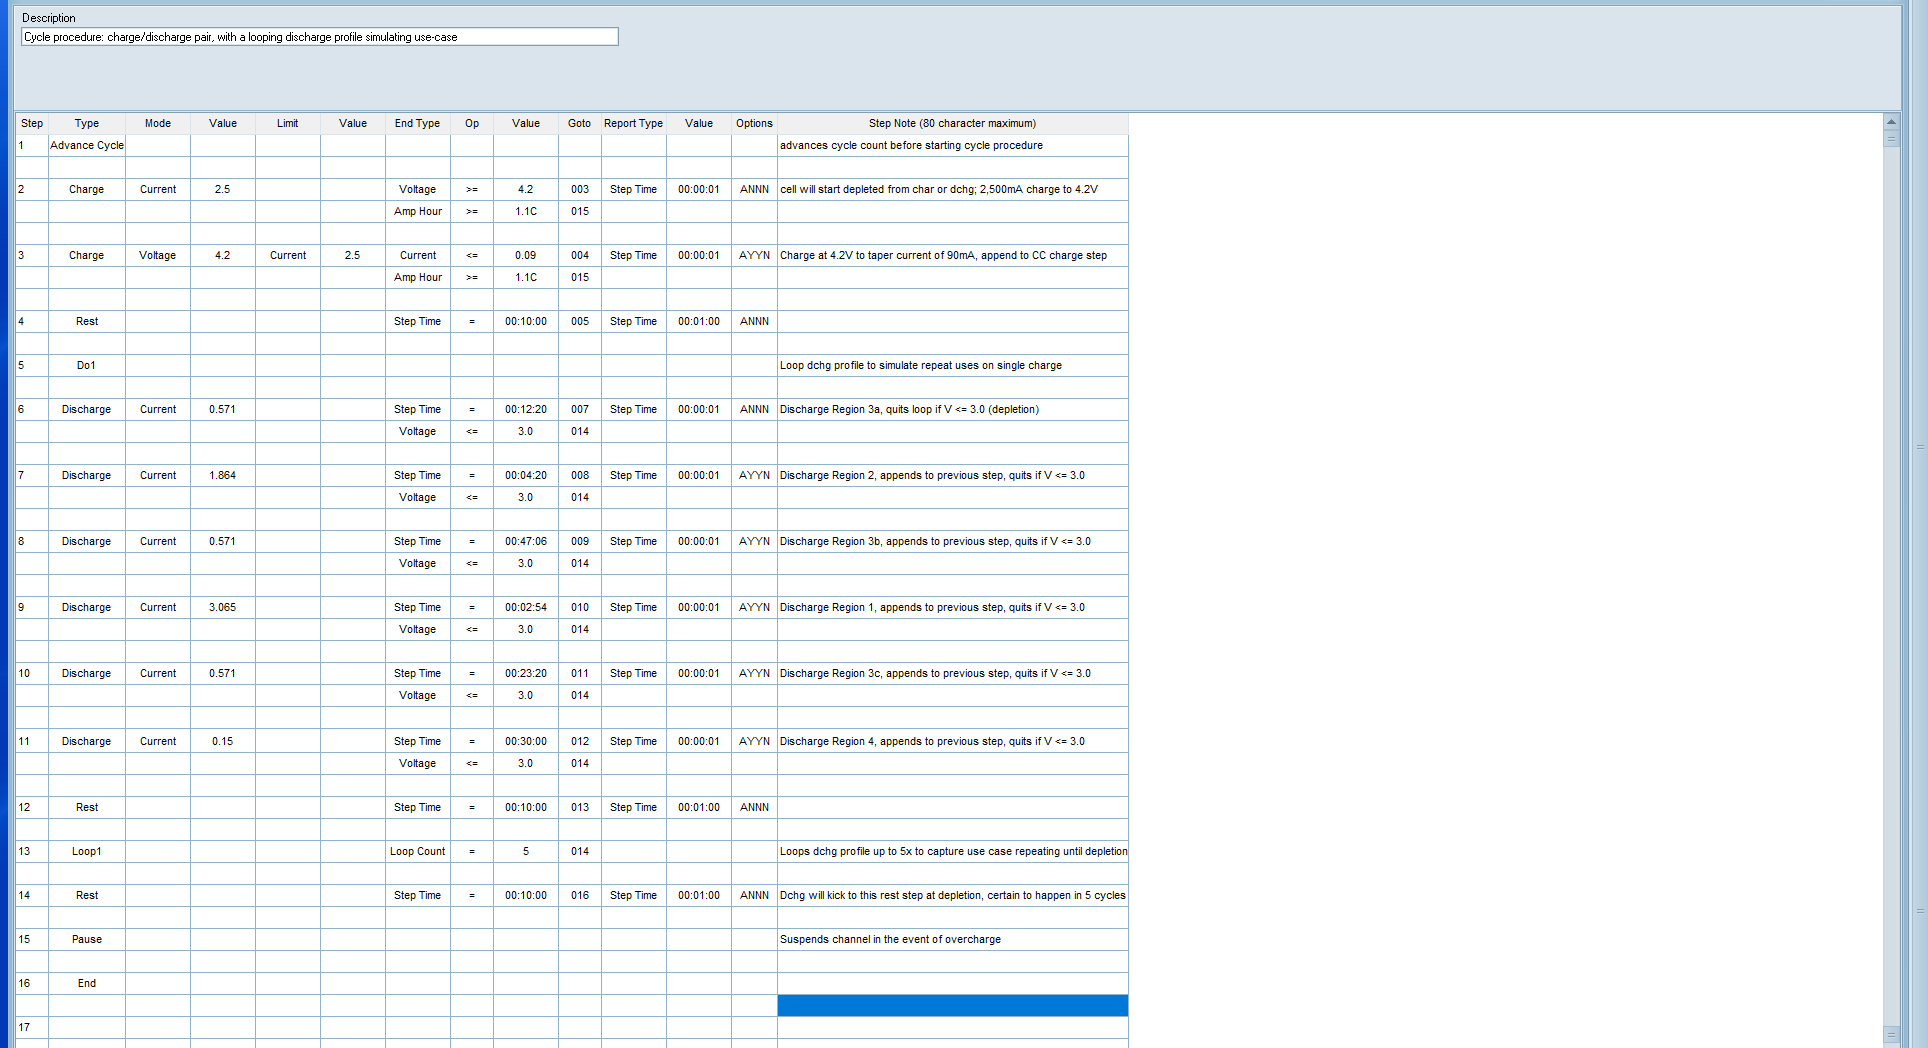 Description
Cycle procedure: charge/discharge pair, with a looping discharge profile simulating use-case
Step Type Mode Value Limit Value End Type Op Value Goto Report Type Value Options Step Note (80 character maximum)
1 Advance Cycle advances cycle count before starting cycle procedure
2 Charge Current 2.5 Voltage >= 4.2 003 Step Time 00:00:01 ANNN cell will start depleted from char or dchg; 2,500mA charge to 4.2V
Amp Hour >= 1.1C 015
3 Charge Voltage 4.2 Current 2.5 Current <= 0.09 004 Step Time 00:00:01 AYYN Charge at 4.2V to taper current of 90mA, append to CC charge step
Amp Hour >= 1.1C 015
4 Rest Step Time = 00:10:00 005 Step Time 00:01:00 ANNN
5 Do1 Loop dchg profile to simulate repeat uses on single charge
6 Discharge Current 0.571 Step Time = 00:12:20 007 Step Time 00:00:01 ANNN Discharge Region 3a, quits loop if V <= 3.0 (depletion)
Voltage <= 3.0 014
7 Discharge Current 1.864 Step Time = 00:04:20 008 Step Time 00:00:01 AYYN Discharge Region 2, appends to previous step, quits if V <= 3.0
Voltage <= 3.0 014
8 Discharge Current 0.571 Step Time = 00:47:06 009 Step Time 00:00:01 AYYN Discharge Region 3b, appends to previous step, quits if V <= 3.0
Voltage <= 3.0 014
9 Discharge Current 3.065 Step Time = 00:02:54 010 Step Time 00:00:01 AYYN Discharge Region 1, appends to previous step, quits if V <= 3.0
Voltage <= 3.0 014
10 Discharge Current 0.571 Step Time = 00:23:20 011 Step Time 00:00:01 AYYN Discharge Region 3c, appends to previous step, quits if V <= 3.0
Voltage <= 3.0 014
11 Discharge Current 0.15 Step Time = 00:30:00 012 Step Time 00:00:01 AYYN Discharge Region 4, appends to previous step, quits if V <= 3.0
Voltage <= 3.0 014
12 Rest Step Time = 00:10:00 013 Step Time 00:01:00 ANNN
13 Loop1 Loop Count = 5 014 Loops dchg profile up to 5x to capture use case repeating until depletion
14 Rest Step Time = 00:10:00 016 Step Time 00:01:00 ANNN Dchg will kick to this rest step at depletion, certain to happen in 5 cycles
15 Pause Suspends channel in the event of overcharge
16 End
17